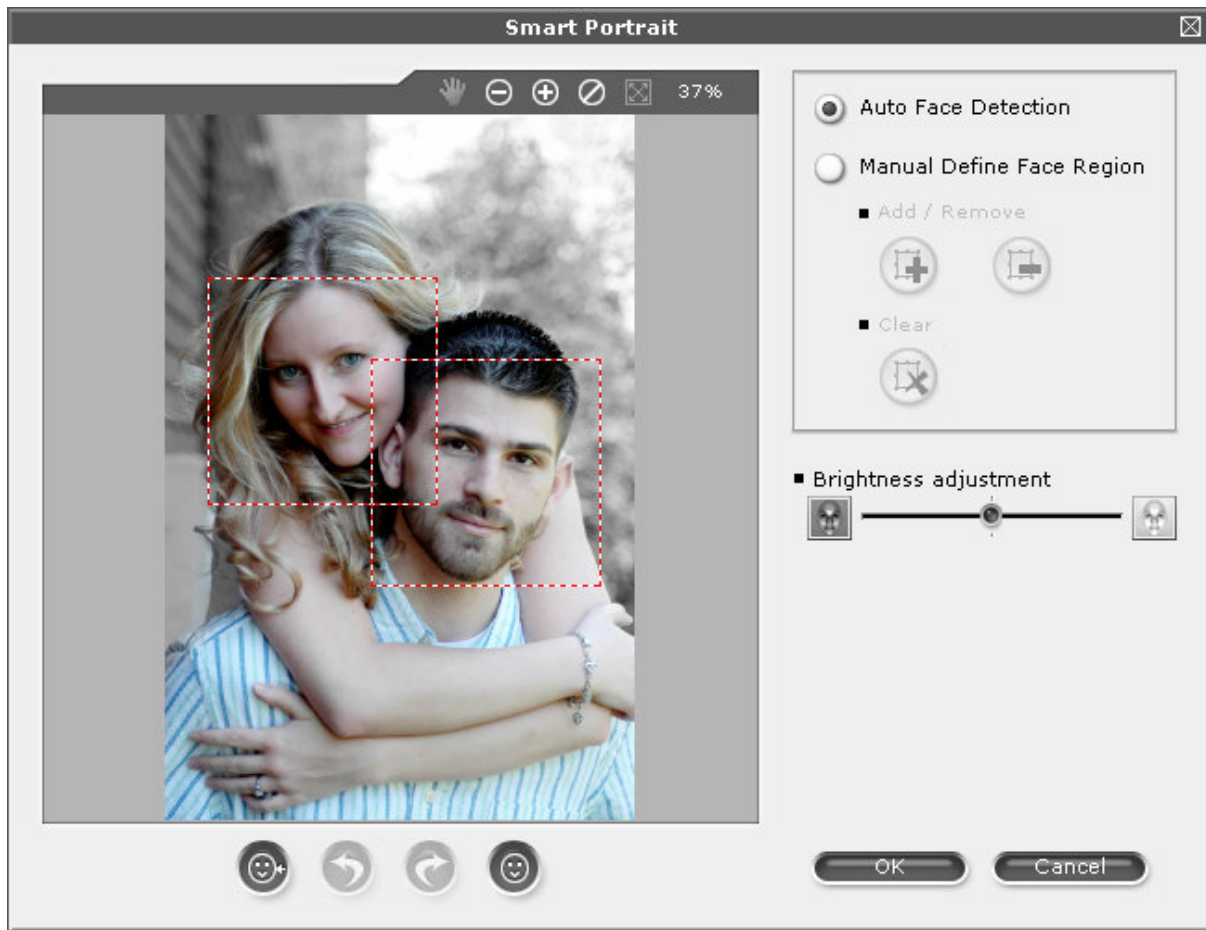 Smart Portrait
37%
Auto Face Detection
Manual Define Face Region
Add / Remove
Clear
Brightness adjustment
OK
Cancel